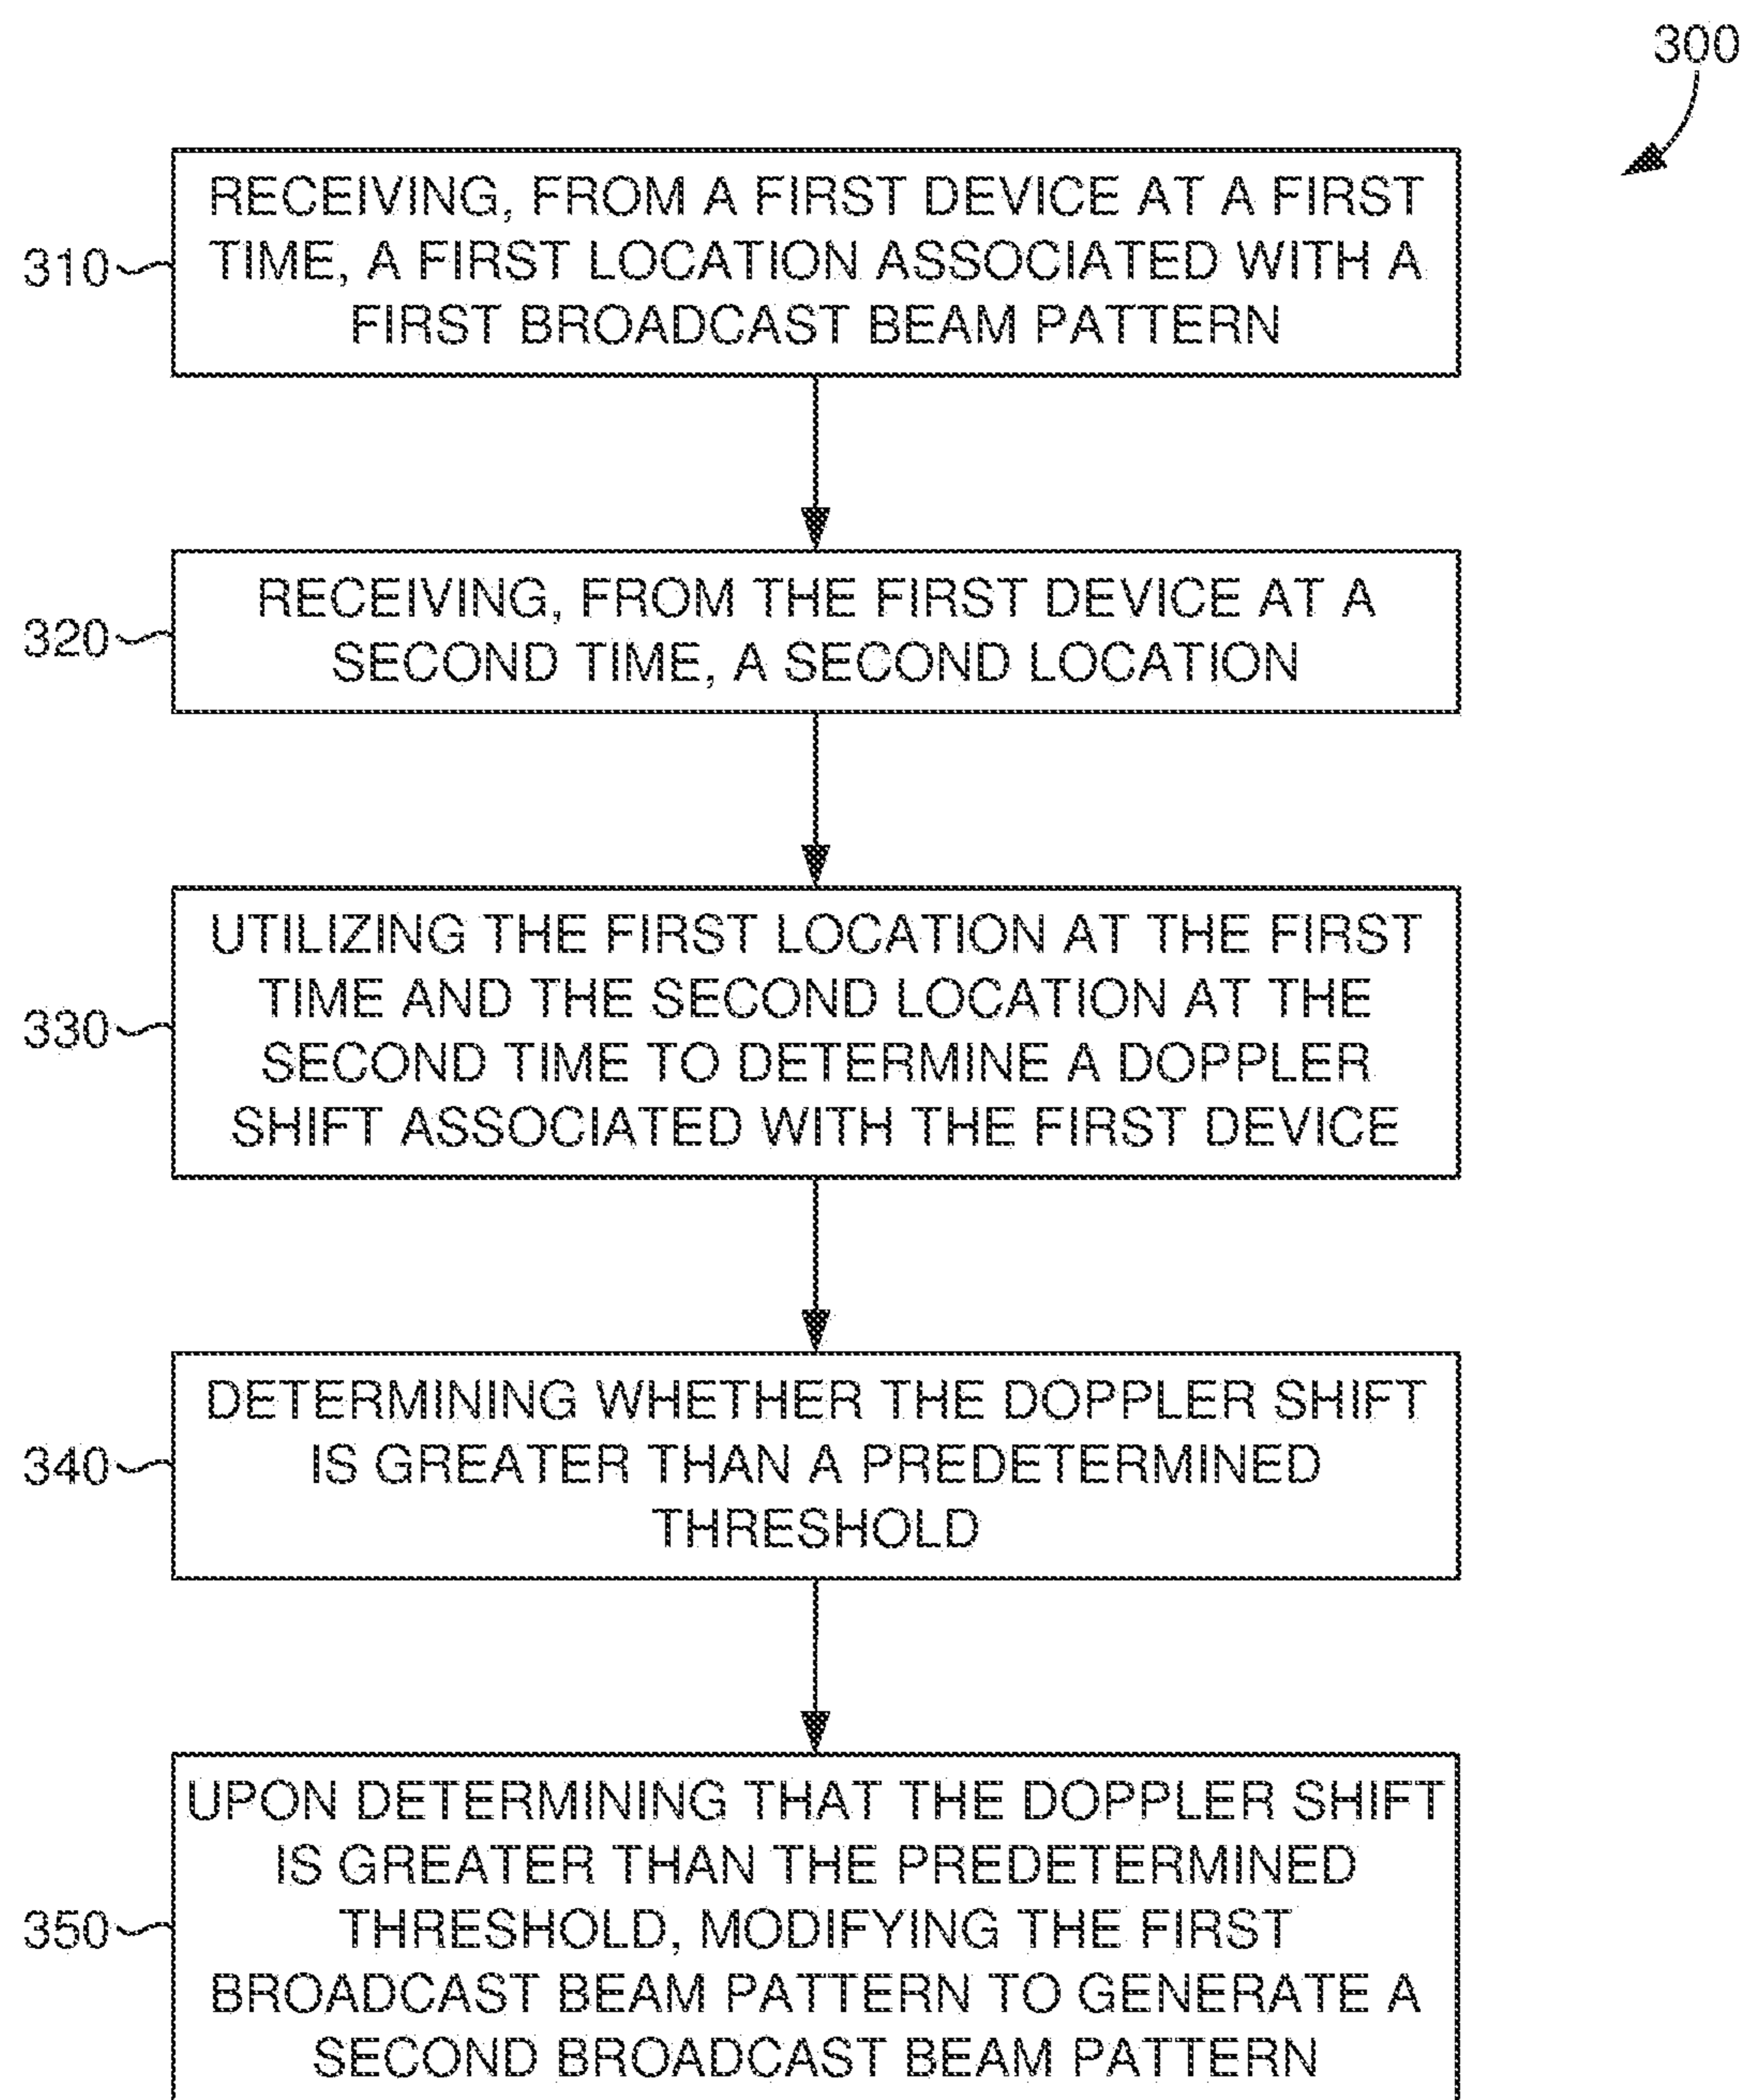 300
RECEIVING, FROM A FIRST DEVICE AT A FIRST
TIME, A FIRST LOCATION ASSOCIATED WITH A
FIRST BROADCAST BEAM PATTERN
310
RECEIVING, FROM THE FIRST DEVICE AT A
SECOND TIME, A SECOND LOCATION
320
UTILIZING THE FIRST LOCATION AT THE FIRST
TIME AND THE SECOND LOCATION AT THE
SECOND TIME TO DETERMINE A DOPPLER
SHIFT ASSOCIATED WITH THE FIRST DEVICE
330
DETERMINING WHETHER THE DOPPLER SHIFT
IS GREATER THAN A PREDETERMINED
THRESHOLD
340
UPON DETERMINING THAT THE DOPPLER SHIFT
IS GREATER THAN THE PREDETERMINED
THRESHOLD, MODIFYING THE FIRST
BROADCAST BEAM PATTERN TO GENERATE A
SECOND BROADCAST BEAM PATTERN
350